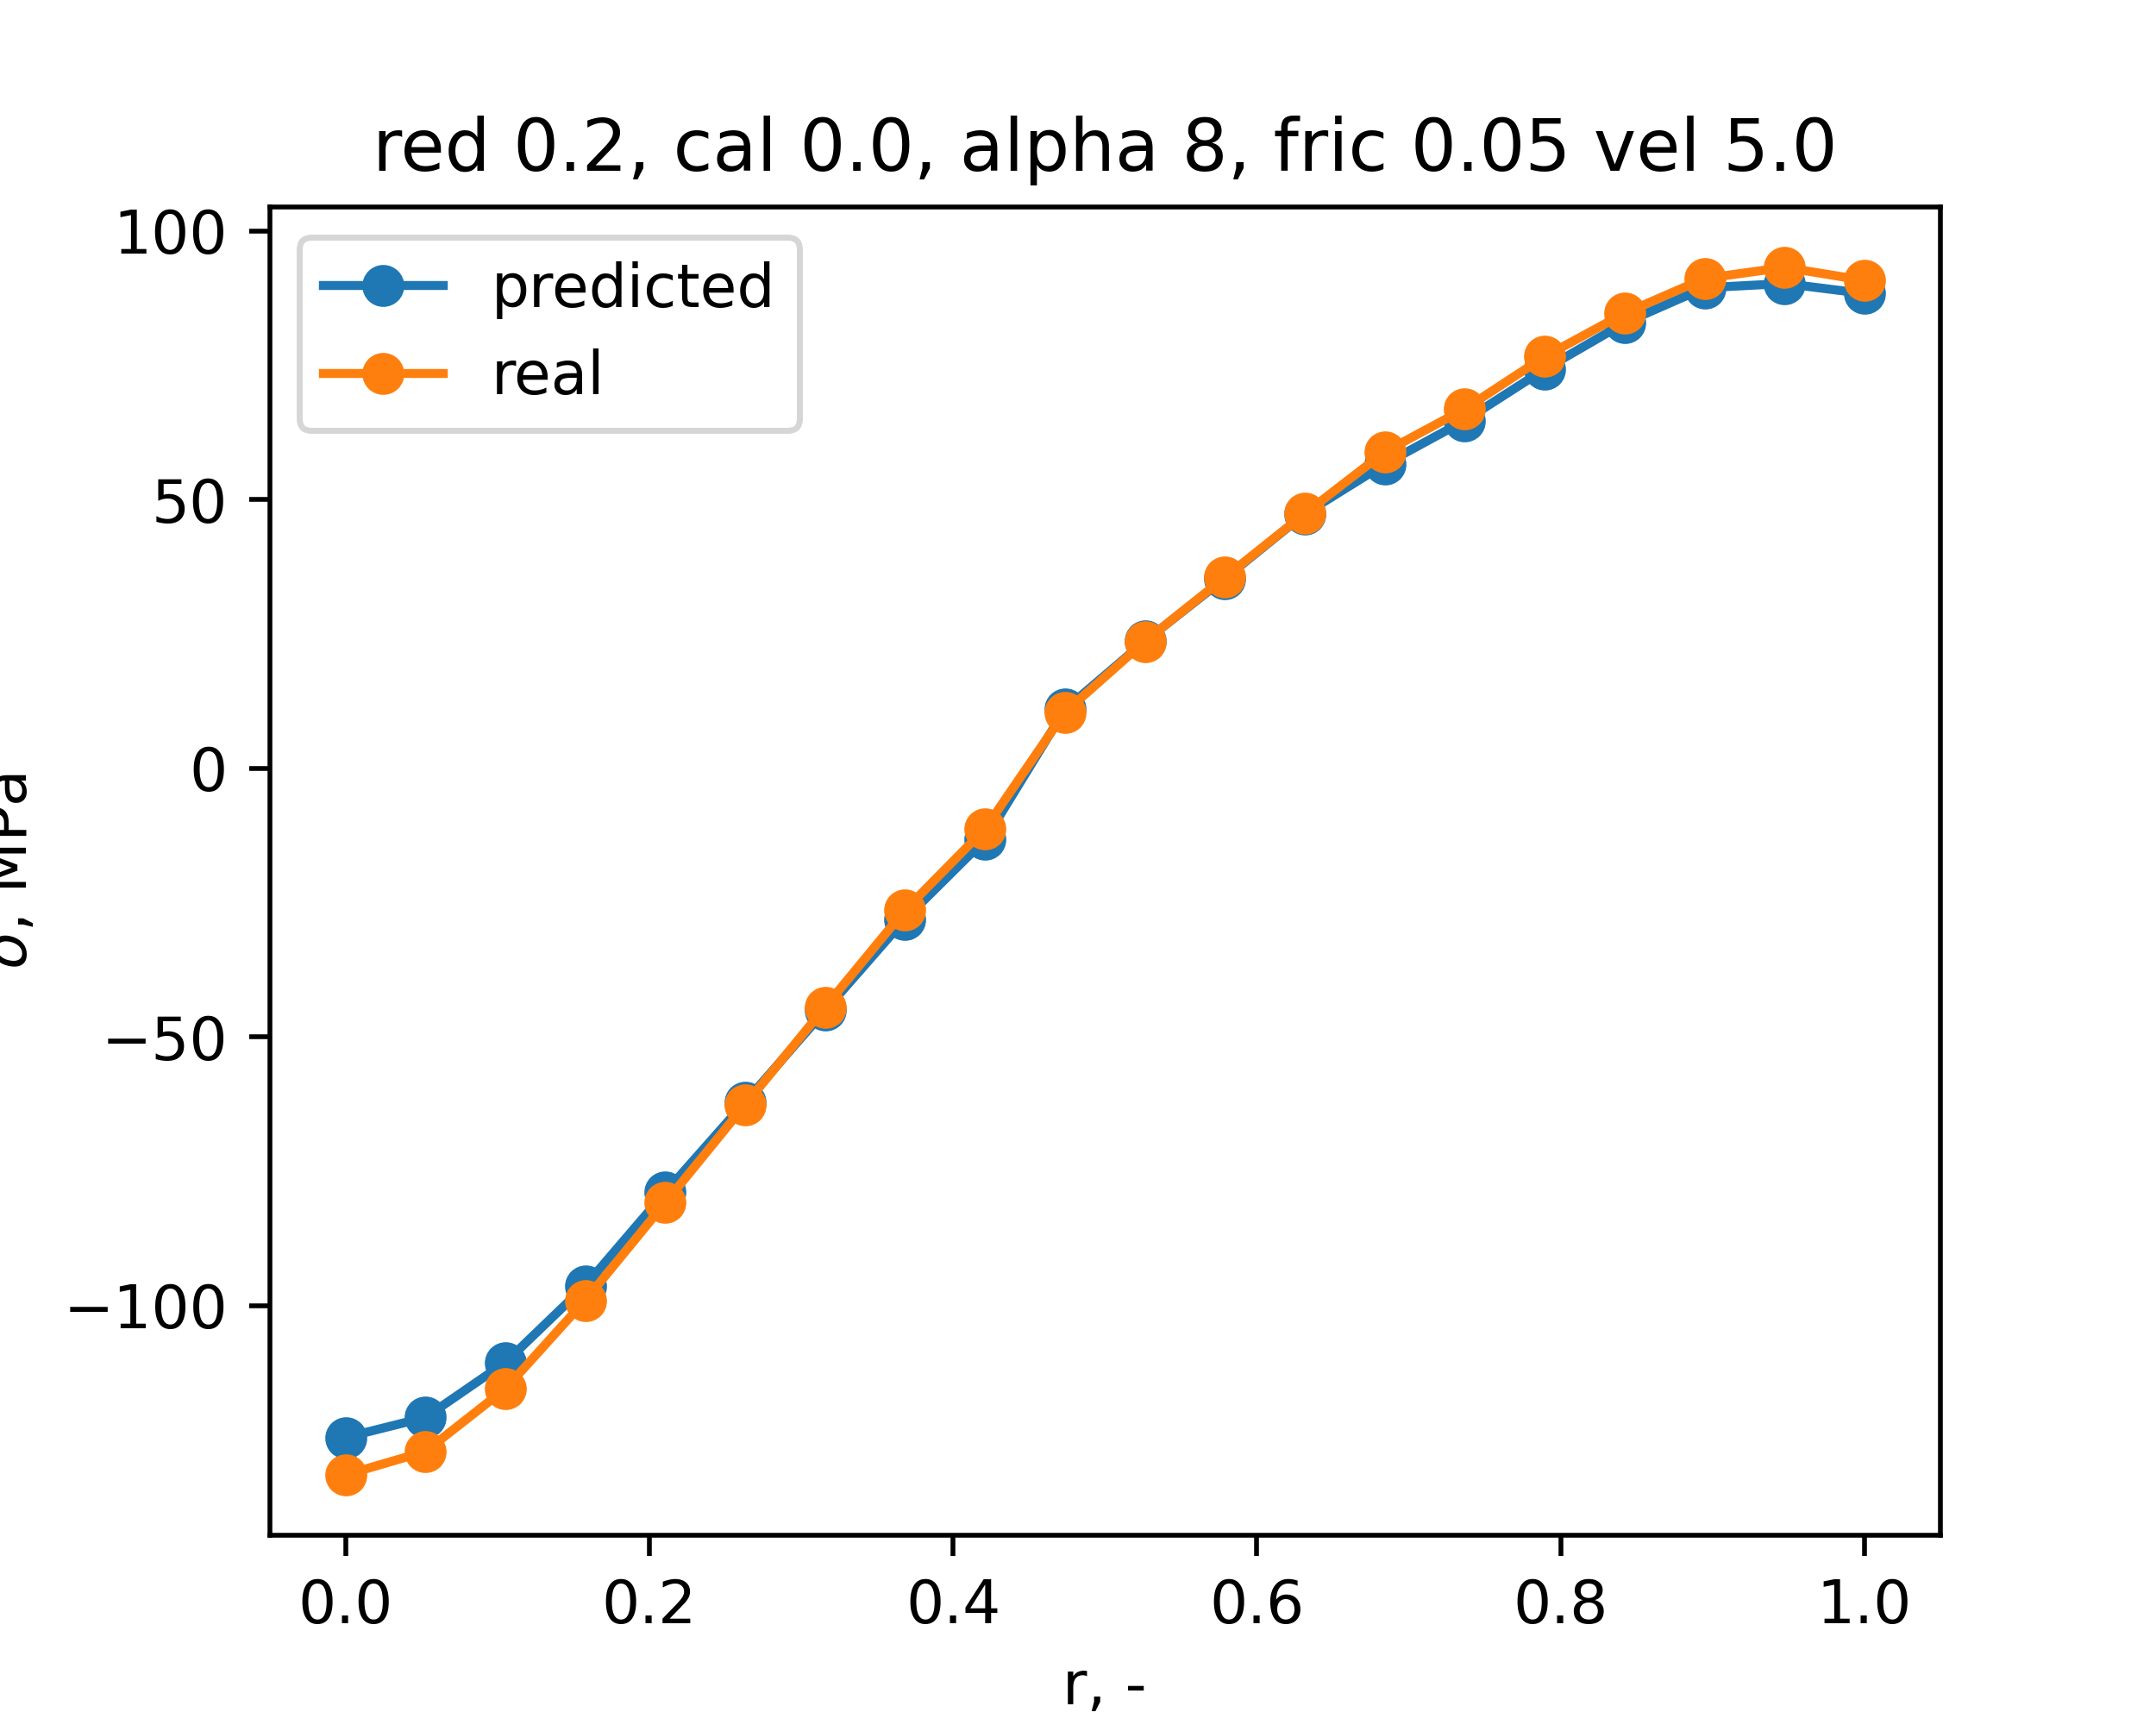 red 0.2, cal 0.0, alpha 8, fric 0.05 vel 5.0
predicted
real
100
50
0
−50
−100
σ, MPa
0.0 0.2 0.4 0.6 0.8 1.0
r, -